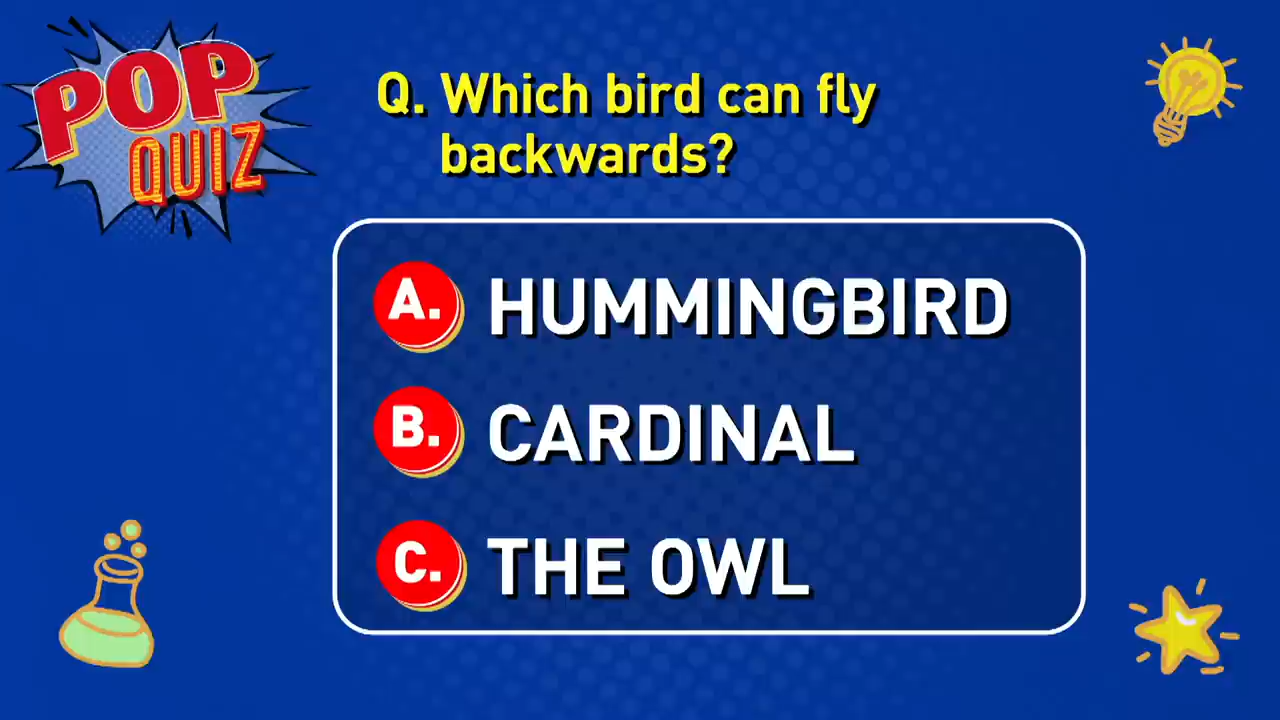 POP
QUIZ
Q. Which bird can fly
backwards?
A. HUMMINGBIRD
B. CARDINAL
C. THE OWL